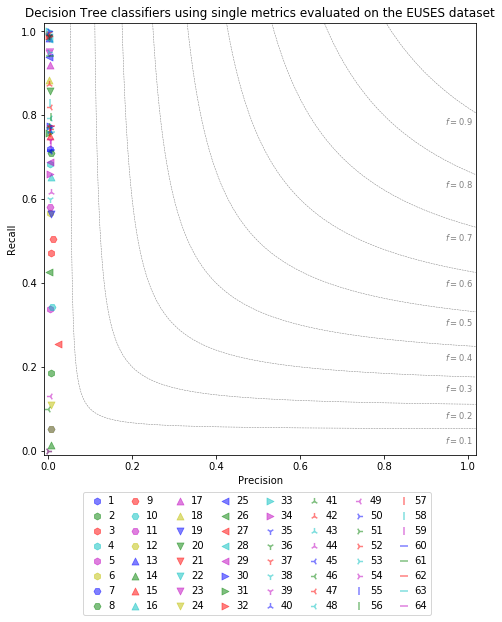 Decision Tree classifiers using single metrics evaluated on the EUSES dataset
1.0
0.8
0.6
0.4
0.2
0.0
Recall
f = 0.9
f = 0.8
f = 0.7
f = 0.6
f = 0.5
f = 0.4
f = 0.3
f = 0.2
f = 0.1
0.0 0.2 0.4 0.6 0.8 1.0
Precision
1 9 17 25 33 41 49 57
2 10 18 26 34 42 50 58
3 11 19 27 35 43 51 59
4 12 20 28 36 44 52 60
5 13 21 29 37 45 53 61
6 14 22 30 38 46 54 62
7 15 23 31 39 47 55 63
8 16 24 32 40 48 56 64